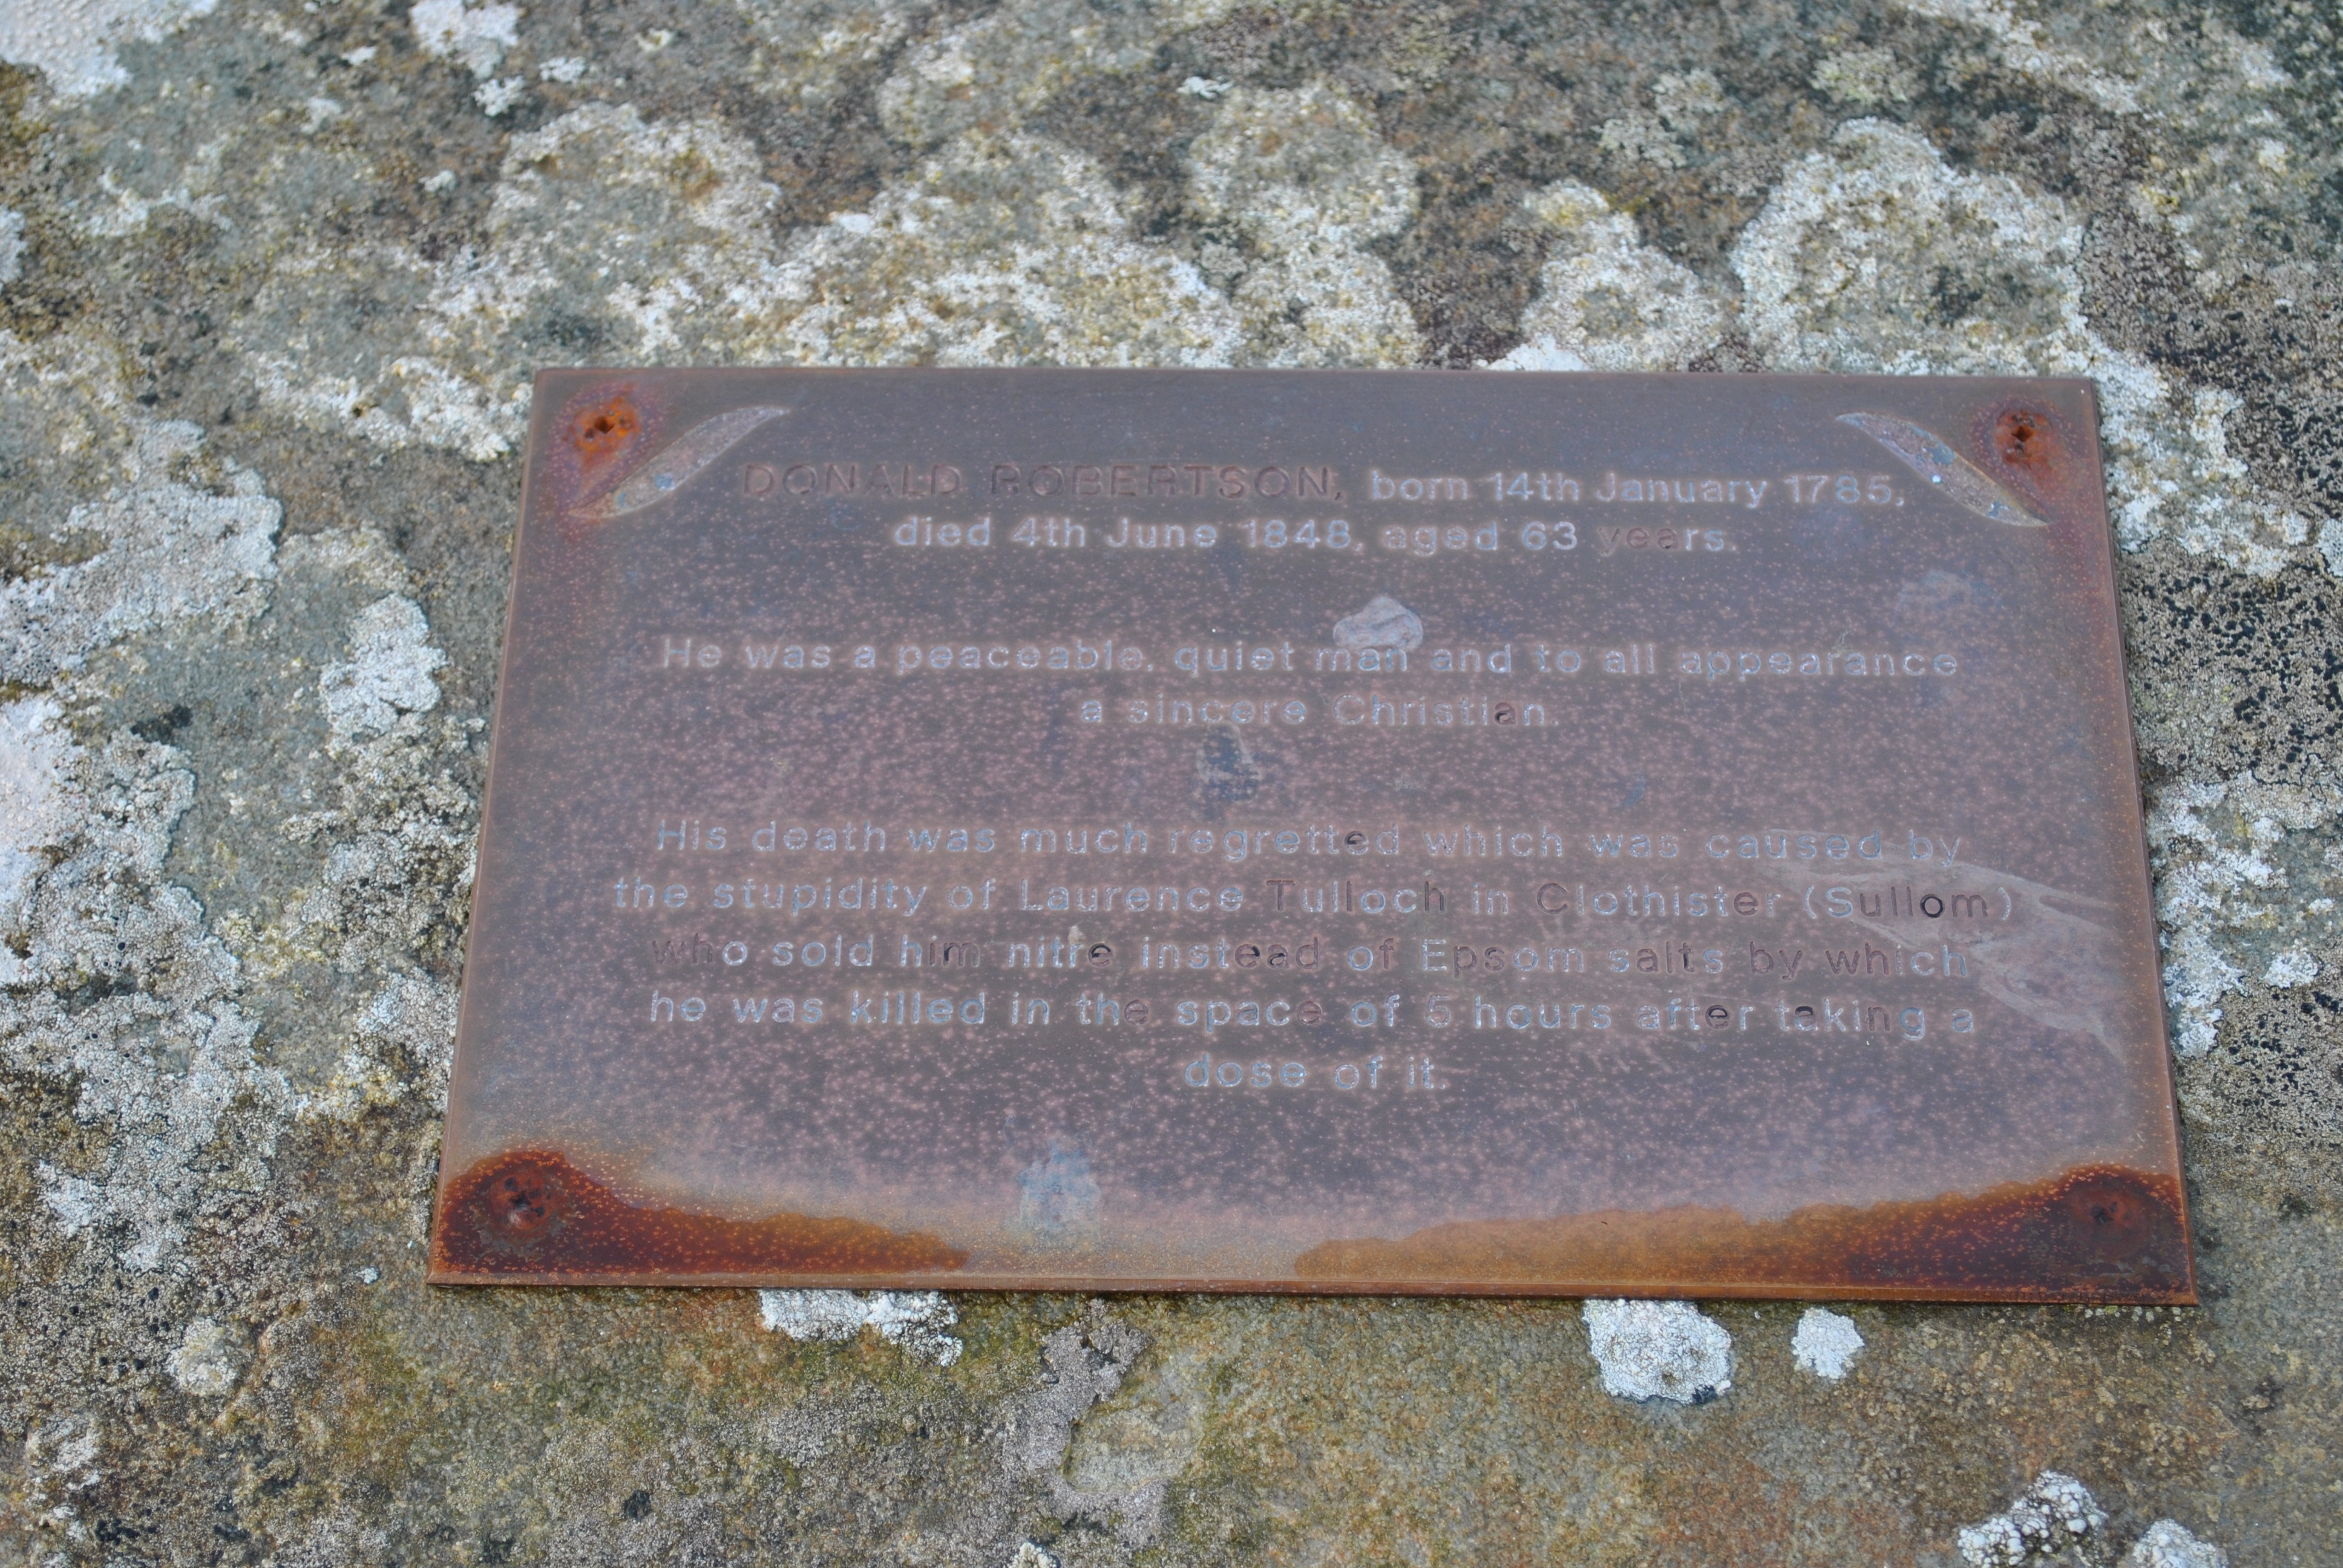 DONALD ROBERTSON, born 14th January 1785,
died 4th June 1848, aged 63 years.
He was a peaceable, quiet man and to all appearance
a sincere Christian.
His death was much regretted which was caused by
the stupidity of Laurence Tulloch in Clothister (Sullom)
who sold him nitre instead of Epsom salts by which
he was killed in the space of 5 hours after taking a
dose of it.